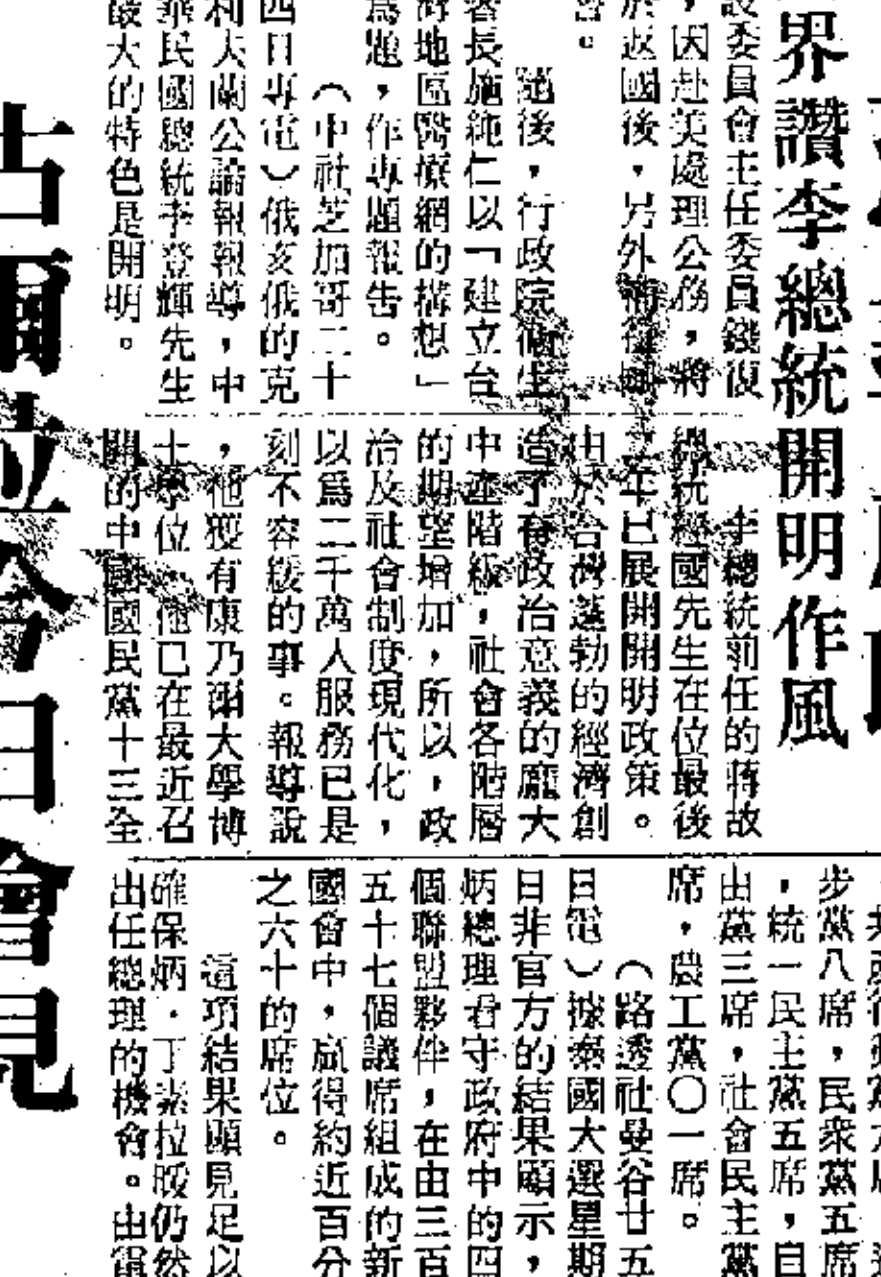 界讚李總統開明作風
設委員會主任委員錢復
,因赴美處理公務,將
於返國後,另外
。
隨後,行政院衛生
署長施純仁以「建立台
灣地區醫療網的構想」
爲題,作專題報告。
(中社芝加哥二十
四日專電)俄亥俄的克
利夫蘭公論報報導,中
華民國總統李登輝先生
最大的特色是開明。
李總統前任的蔣故
總統經國先生在位最後
年已展開開明政策。
由於台灣蓬勃的經濟創
造了有政治意義的龐大
中產階級,社會各階層
的期望增加,所以,政
治及社會制度現代化,
以爲二千萬人服務已是
刻不容緩的事。報導說
,他獲有康乃爾大學博
士學位,他已在最近召
開的中國國民黨十三全
步黨八席,民衆黨五席
,統一民主黨五席,自
由黨三席,社會民主黨
席,農工黨〇一席。
(路透社曼谷廿五
日電)據泰國大選星期
日非官方的結果顯示,
炳總理看守政府中的四
個聯盟夥伴,在由三百
五十七個議席組成的新
國會中,贏得約近百分
之六十的席位。
這項結果顯見足以
確保炳・丁素拉暖仍然
出任總理的機會。由
今日會見